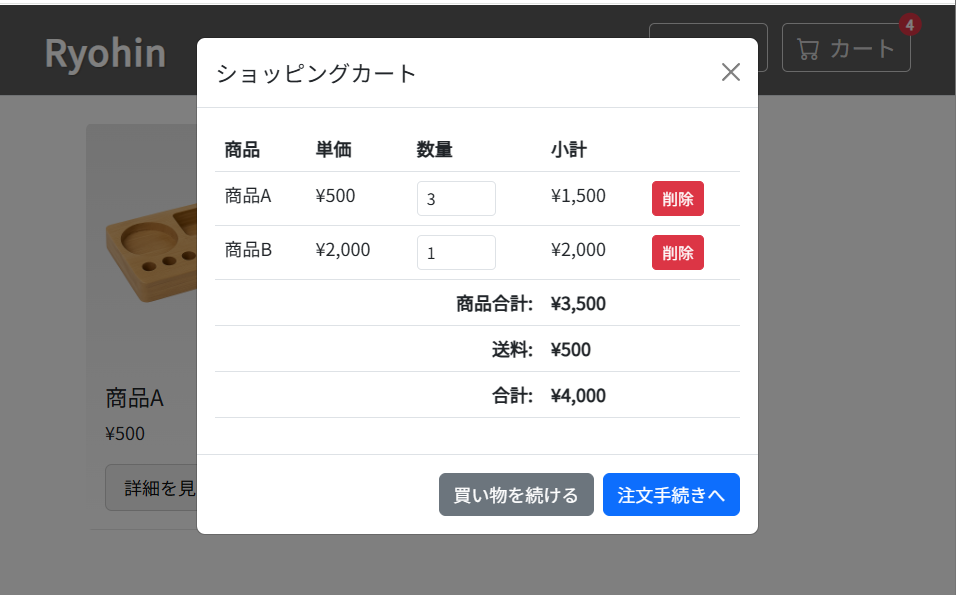 Ryohin
カート
4
ショッピングカート
商品 単価 数量 小計
商品A ¥500 3 ¥1,500 削除
商品B ¥2,000 1 ¥2,000 削除
商品合計: ¥3,500
送料: ¥500
合計: ¥4,000
買い物を続ける 注文手続きへ
商品A
¥500
詳細を見